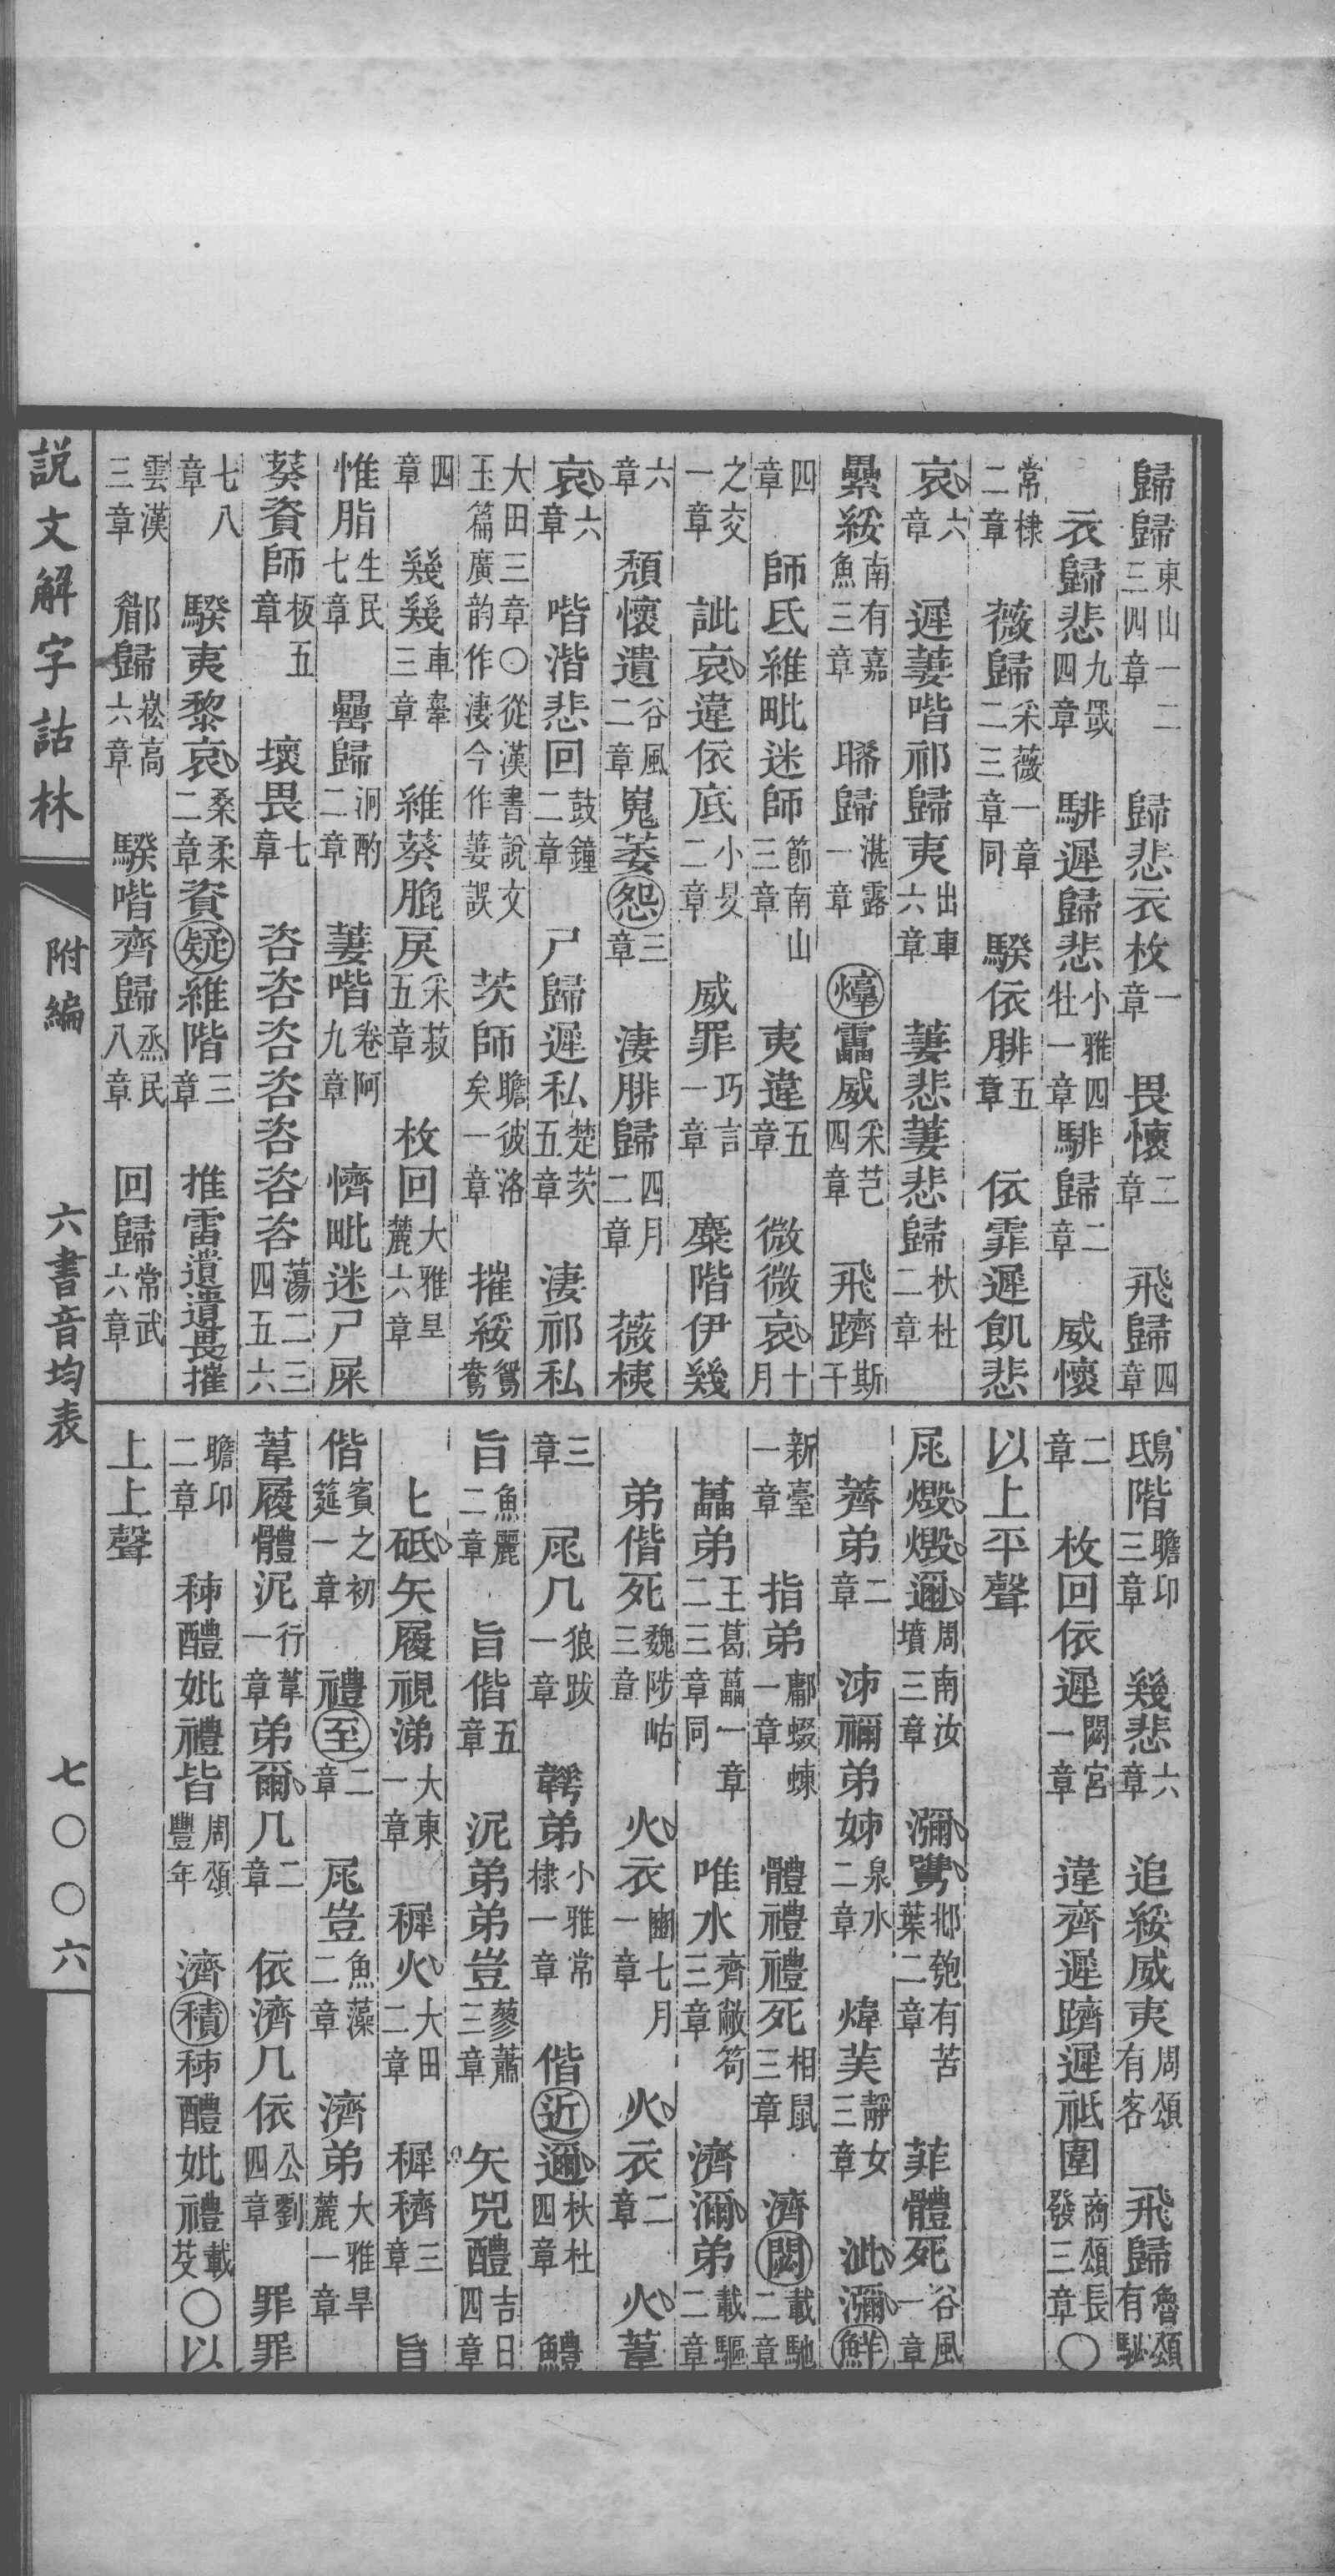 歸歸東山一二三四章 歸悲衣枚一章 畏懷二章 飛歸四章
衣歸悲九罭四章 騑遲歸悲小雅四牡一章 騑歸二章 威懷
常棣二章 薇歸采薇一章二三章同 騤依腓五章 依霏遲飢悲
哀六章 遲萋喈祁歸夷出車六章 萋悲萋悲歸杕杜二章
纍綏南有嘉魚三章 晞歸湛露一章 焞靁威采芑四章 飛躋斯干
四章 師氐維毗迷師節南山三章 夷違五章 微微哀十月
之交一章 訿哀違依底小旻二章 威罪巧言一章 麋階伊幾
六章 頹懷遺谷風二章 嵬萎怨三章 淒腓歸四月二章 薇桋
哀六章 喈湝悲回鼓鐘二章 尸歸遲私楚茨五章 淒祁私
大田三章〇從漢書說文玉篇廣韵作淒今作萋誤 茨師瞻彼洛矣一章 摧綏鴛鴦
四章 幾幾車舝三章 維葵膍戾采菽五章 枚回大雅旱麓六章
惟脂生民七章 罍歸泂酌二章 萋喈卷阿九章 懠毗迷尸屎
葵資師板五章 壞畏七章 咨咨咨咨咨咨咨蕩二三四五六
七八章 騤夷黎哀桑柔二章 資疑維階三章 推雷遺遺畏摧
雲漢三章 郿歸崧高六章 騤喈齊歸烝民八章 回歸常武六章
鴟階瞻卬三章 幾悲六章 追綏威夷周頌有客 飛歸魯頌有駜
二章 枚回依遲閟宮一章 違齊遲躋遲祗圍商頌長發三章〇
以上平聲
尾燬燬邇周南汝墳三章 瀰鷕邶匏有苦葉二章 菲體死谷風一章
薺弟二章 泲禰弟姊泉水二章 煒美靜女三章 泚瀰鮮
新臺一章 指弟鄘蝃蝀一章 體禮禮死相鼠三章 濟閟載馳二章
藟弟王葛藟一章二三章同 唯水齊敝笱三章 濟瀰弟載驅二章
弟偕死魏陟岵三章 火衣豳七月一章 火衣二章 火葦
三章 尾几狼跋一章 韡弟小雅常棣一章 偕近邇杕杜四章 鱧
旨魚麗二章 旨偕五章 泥弟弟豈蓼蕭三章 矢兕醴吉日四章
匕砥矢履視涕大東一章 穉火大田二章 穉穧三章 旨
偕賓之初筵一章 禮至二章 尾豈魚藻二章 濟弟大雅旱麓一章
葦履體泥行葦一章 弟爾几二章 依濟几依公劉四章 罪罪
瞻卬二章 秭醴妣禮皆周頌豐年 濟積秭醴妣禮載芟〇以
上上聲
說文解字詁林
附編
六書音均表
七〇〇六